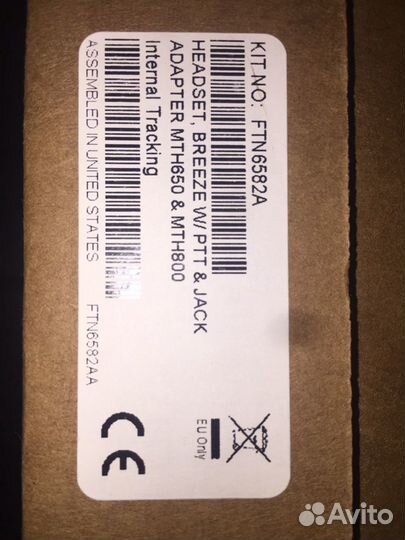 KIT NO: FTN6582A
HEADSET, BREEZE W/ PTT & JACK
ADAPTER MTH650 & MTH800
Internal Tracking
ASSEMBLED IN UNITED STATES FTN6582AA
EU Only
CE
Avito